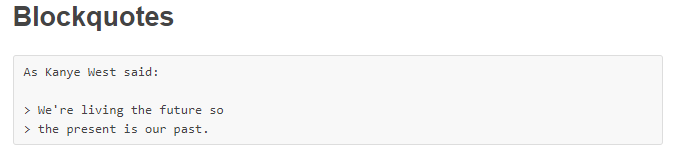 Blockquotes
As Kanye West said:
> We're living the future so
> the present is our past.